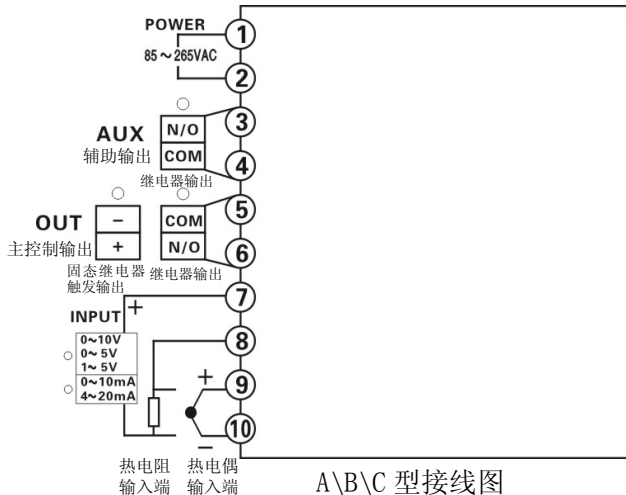 POWER
85～265VAC
1
2
AUX
辅助输出
N/O
COM
继电器输出
3
4
OUT
主控制输出
－
+
固态继电器
触发输出
COM
N/O
继电器输出
5
6
7
+
INPUT
0~10V
0~ 5V
1~ 5V
0~10mA
4~20mA
8
+
9
－
10
热电阻
输入端
热电偶
输入端
A\B\C 型接线图